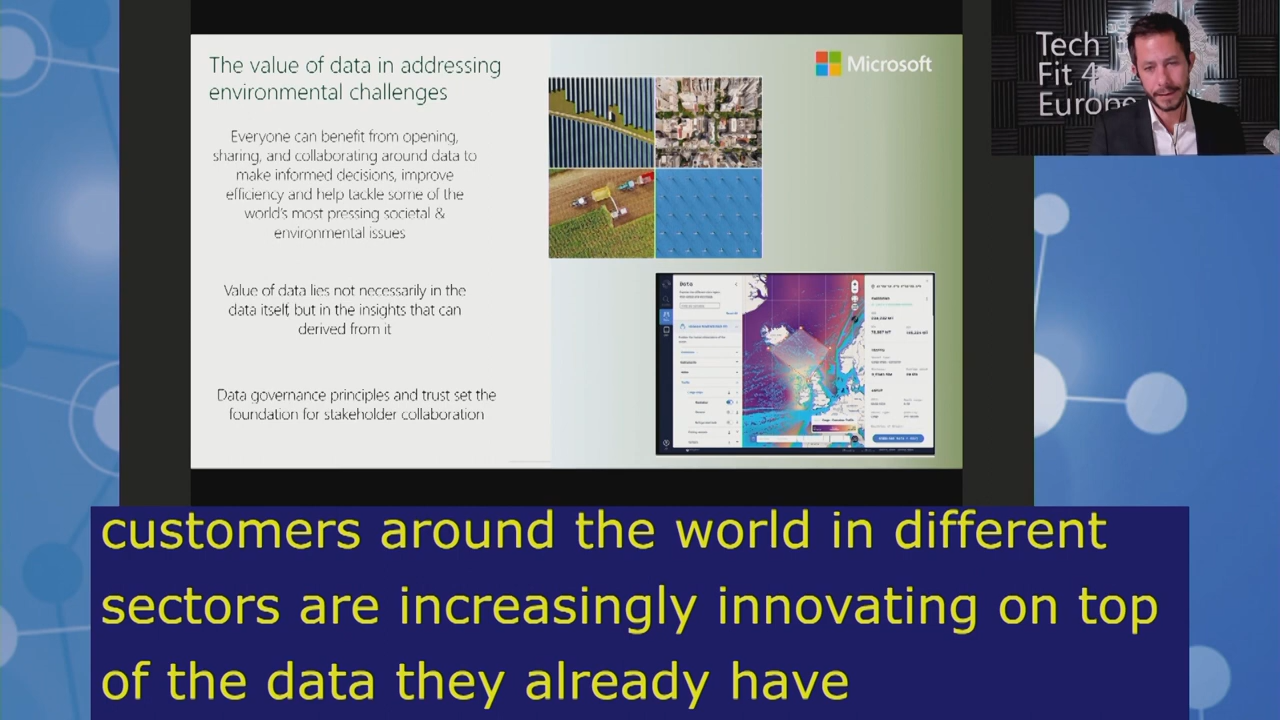 The value of data in addressing
environmental challenges
Everyone can benefit from opening,
sharing, and collaborating around data to
make informed decisions, improve
efficiency and help tackle some of the
world's most pressing societal &
environmental issues
Value of data lies not necessarily in the
data itself, but in the insights that can
derived from it
Data governance principles and trust set the
foundation for stakeholder collaboration
Microsoft
Data
Tech
Fit 4
Europe
customers around the world in different
sectors are increasingly innovating on top
of the data they already have